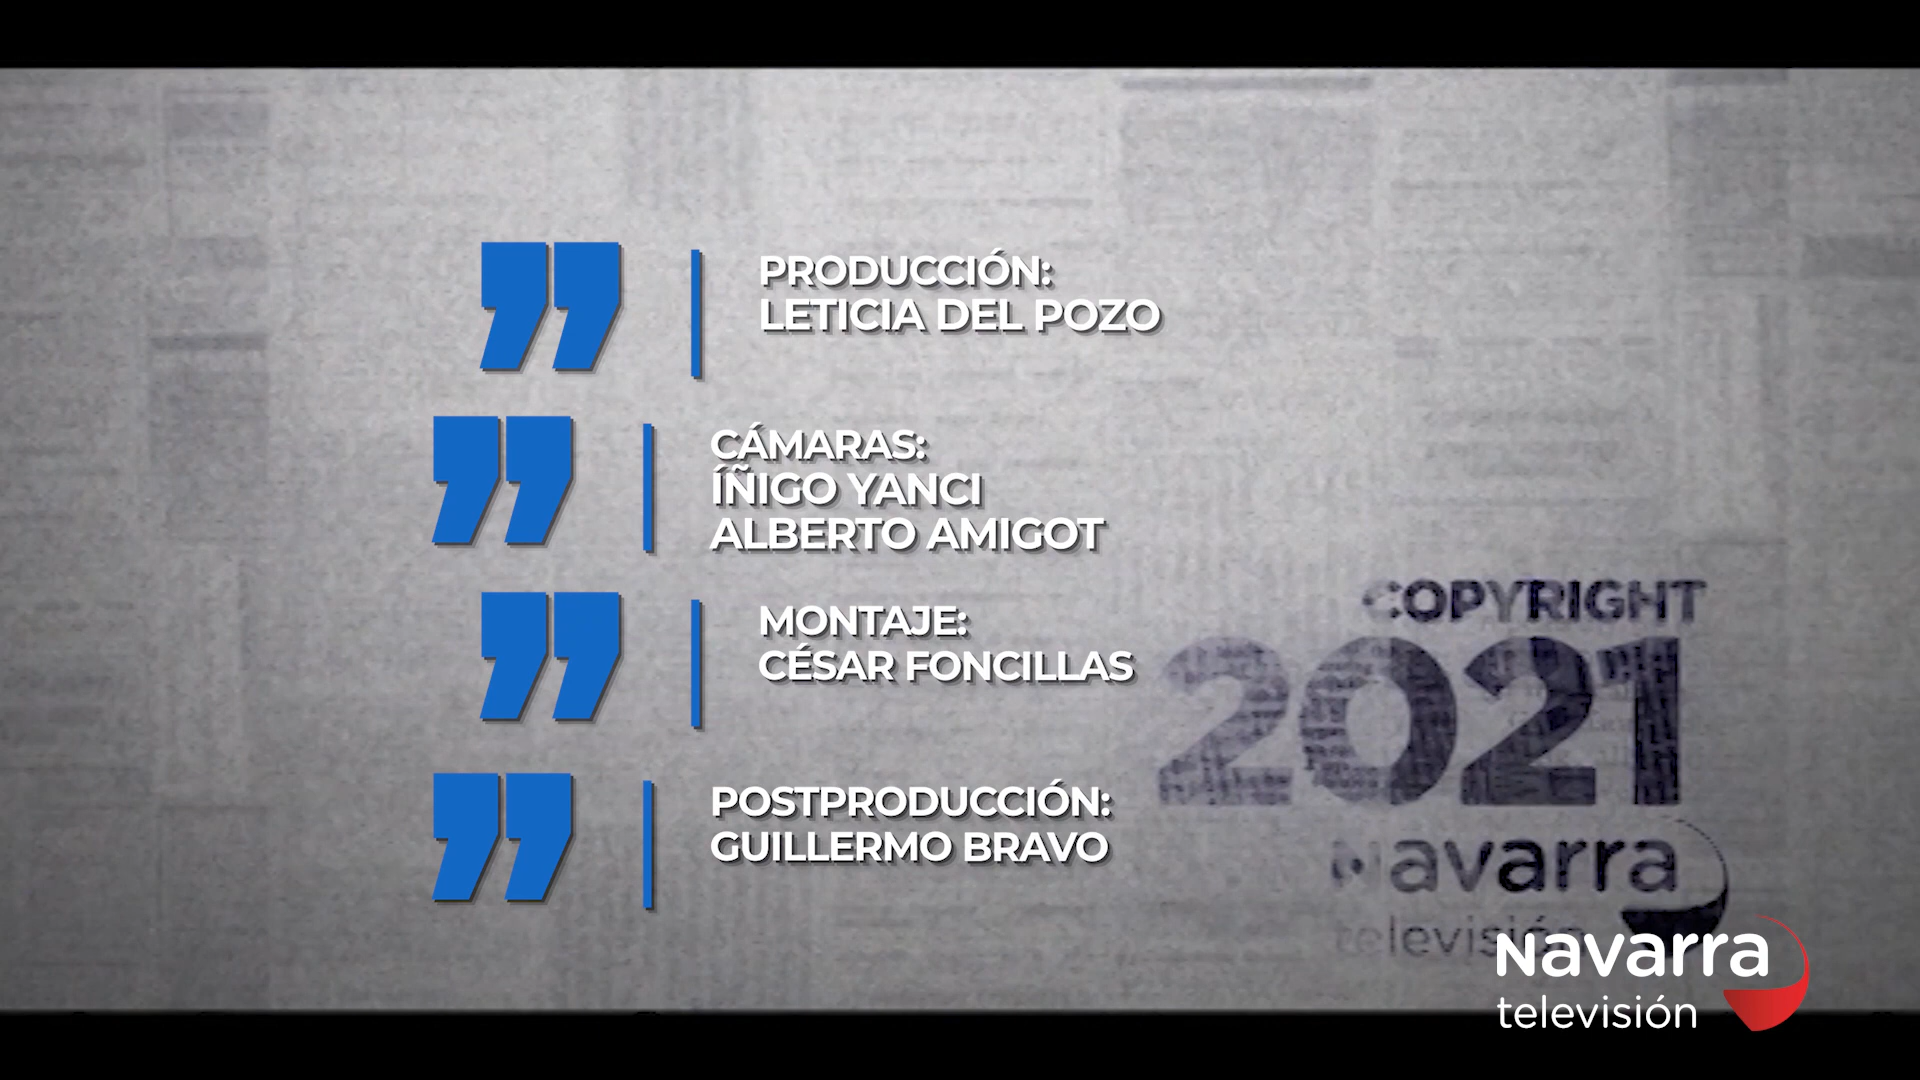 PRODUCCIÓN:
LETICIA DEL POZO
CÁMARAS:
ÍÑIGO YANCI
ALBERTO AMIGOT
MONTAJE:
CÉSAR FONCILLAS
POSTPRODUCCIÓN:
GUILLERMO BRAVO
COPYRIGHT
2021
Navarra
televisión
Navarra
televisión